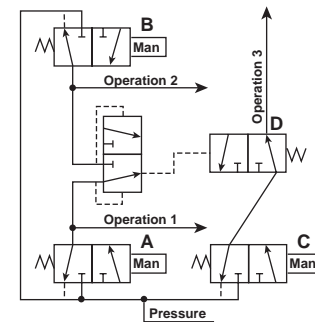 B
Man
Operation 2
Operation 3
D
Operation 1
A
Man
C
Man
Pressure